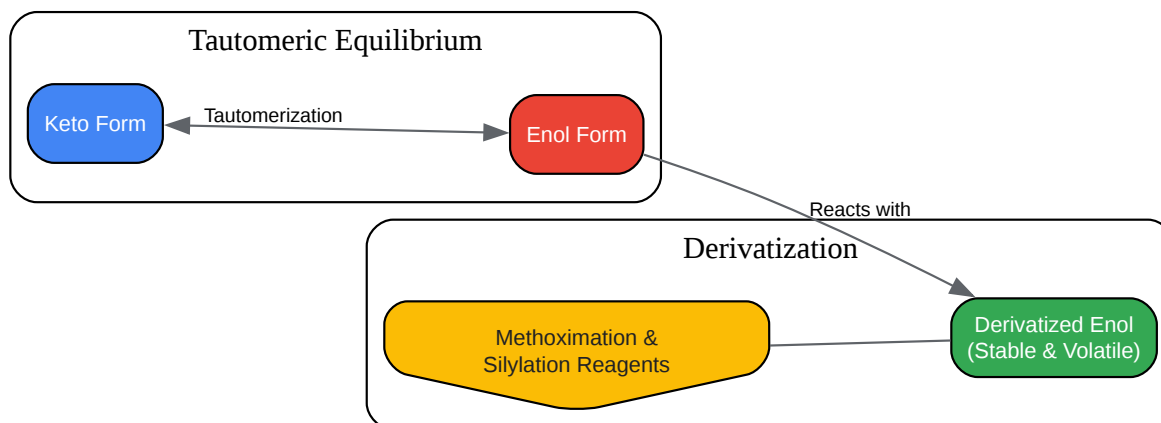 Tautomeric Equilibrium
Keto Form
Tautomerization
Enol Form
Reacts with
Derivatization
Methoximation &
Silylation Reagents
Derivatized Enol
(Stable & Volatile)